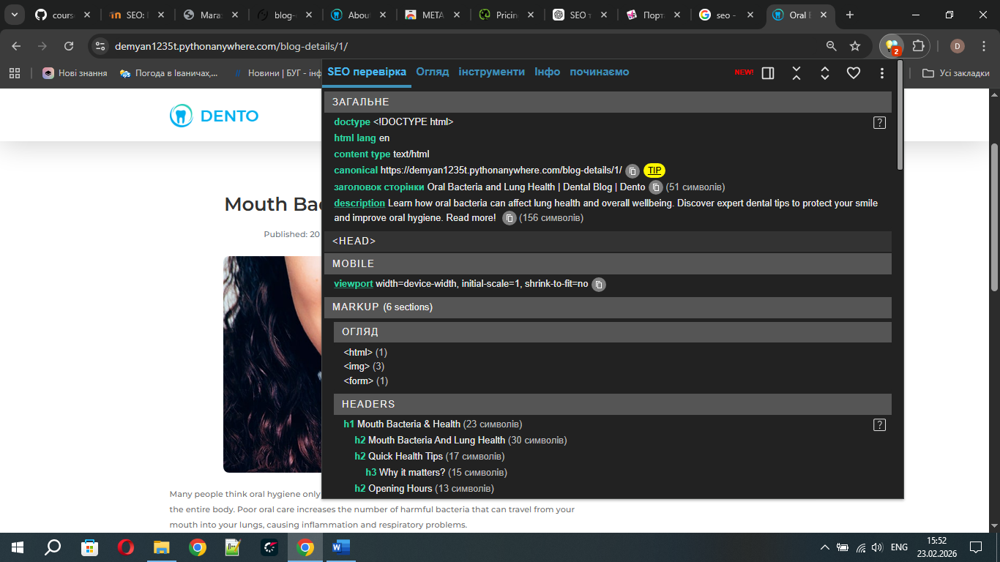 cours
SEO: I
Мага
blog-
Abou
META
Pricin
SEO т
Порт
seo -
Oral B
demyan1235t.pythonanywhere.com/blog-details/1/
2
D
Нові знання
Погода в Іваничах,...
Новини | БУГ - інф
Усі закладки
SEO перевірка Огляд інструменти Інфо починаємо
NEW!
ЗАГАЛЬНЕ
doctype <!DOCTYPE html>
?
html lang en
content type text/html
canonical https://demyan1235t.pythonanywhere.com/blog-details/1/ TIP
заголовок сторінки Oral Bacteria and Lung Health | Dental Blog | Dento (51 символів)
description Learn how oral bacteria can affect lung health and overall wellbeing. Discover expert dental tips to protect your smile
and improve oral hygiene. Read more! (156 символів)
<HEAD>
MOBILE
viewport width=device-width, initial-scale=1, shrink-to-fit=no
MARKUP (6 sections)
ОГЛЯД
<html> (1)
<img> (3)
<form> (1)
HEADERS
h1 Mouth Bacteria & Health (23 символів)
?
h2 Mouth Bacteria And Lung Health (30 символів)
h2 Quick Health Tips (17 символів)
h3 Why it matters? (15 символів)
h2 Opening Hours (13 символів)
DENTO
Mouth Bac
Published: 20
Many people think oral hygiene only
the entire body. Poor oral care increases the number of harmful bacteria that can travel from your
mouth into your lungs, causing inflammation and respiratory problems.
ENG
15:52
23.02.2026